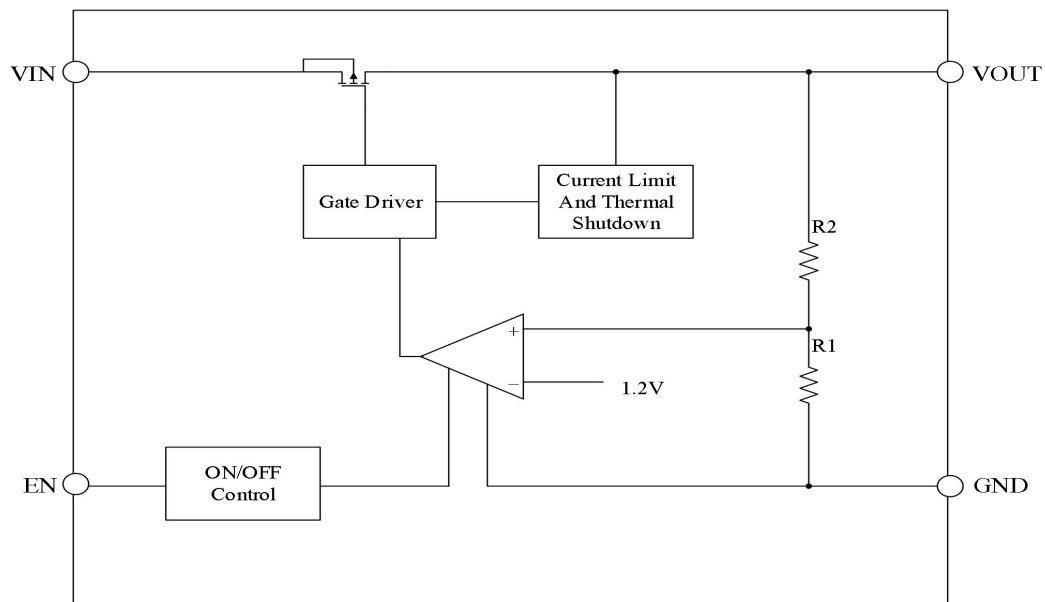 VIN
VOUT
Gate Driver
Current Limit
And Thermal
Shutdown
R2
+
R1
−
1.2V
EN
ON/OFF
Control
GND